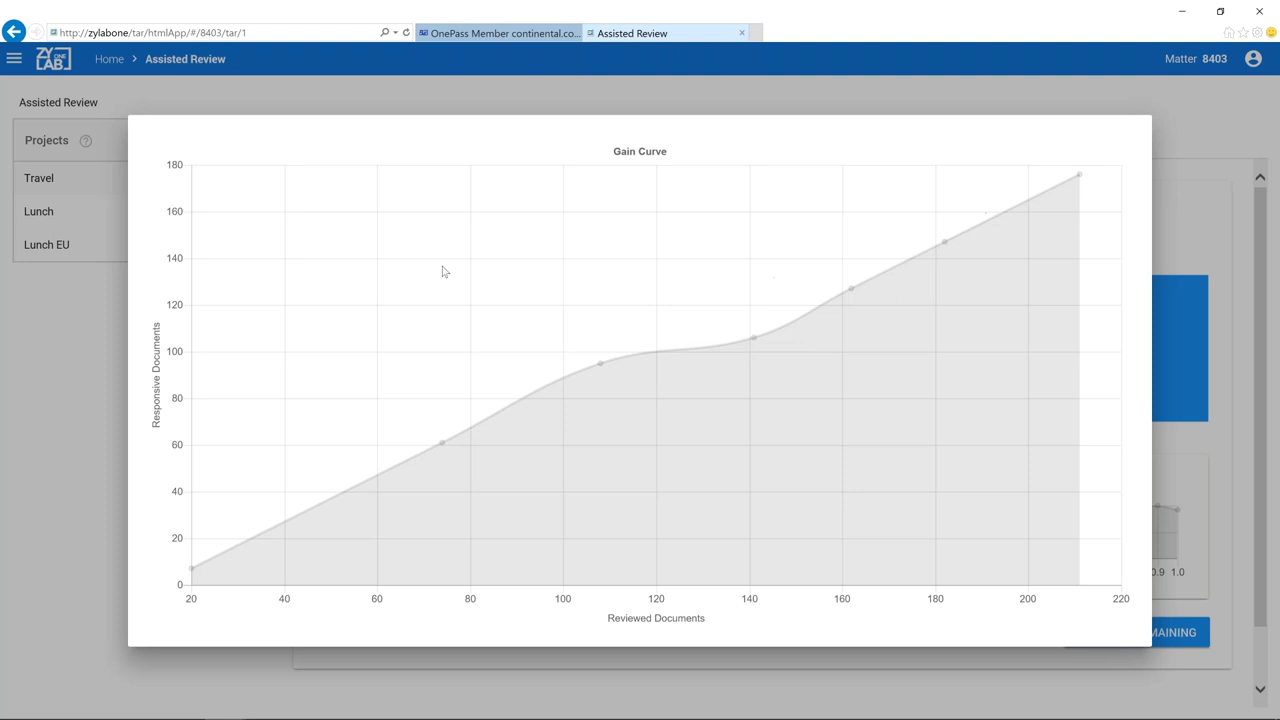 http://zylabone/tar/htmlApp/#/8403/tar/1
OnePass Member continental.co...
Assisted Review
ZY ONE LAB
Home > Assisted Review
Matter 8403
Assisted Review
Projects ?
Travel
Lunch
Lunch EU
Gain Curve
180
160
140
120
100
80
60
40
20
0
Responsive Documents
20 40 60 80 100 120 140 160 180 200 220
Reviewed Documents
0.9 1.0
MAINING